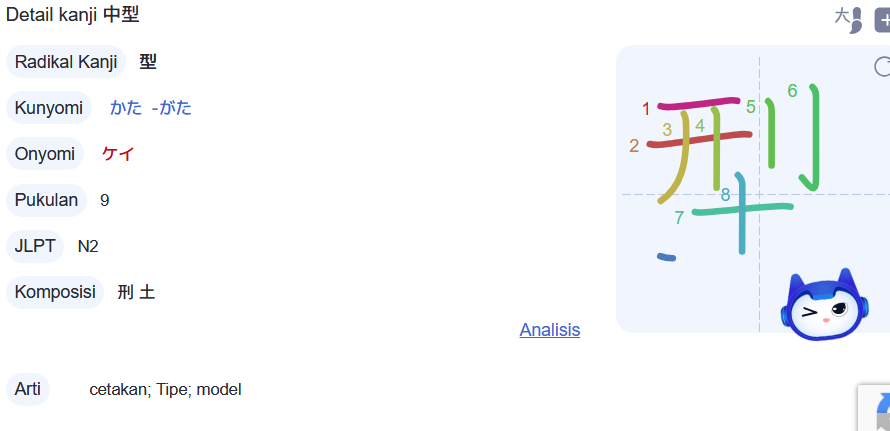 Detail kanji 中型
大
Radikal Kanji 型
Kunyomi かた -がた
Onyomi ケイ
Pukulan 9
JLPT N2
Komposisi 刑 土
Analisis
Arti cetakan; Tipe; model
1
2
3
4
5
6
7
8